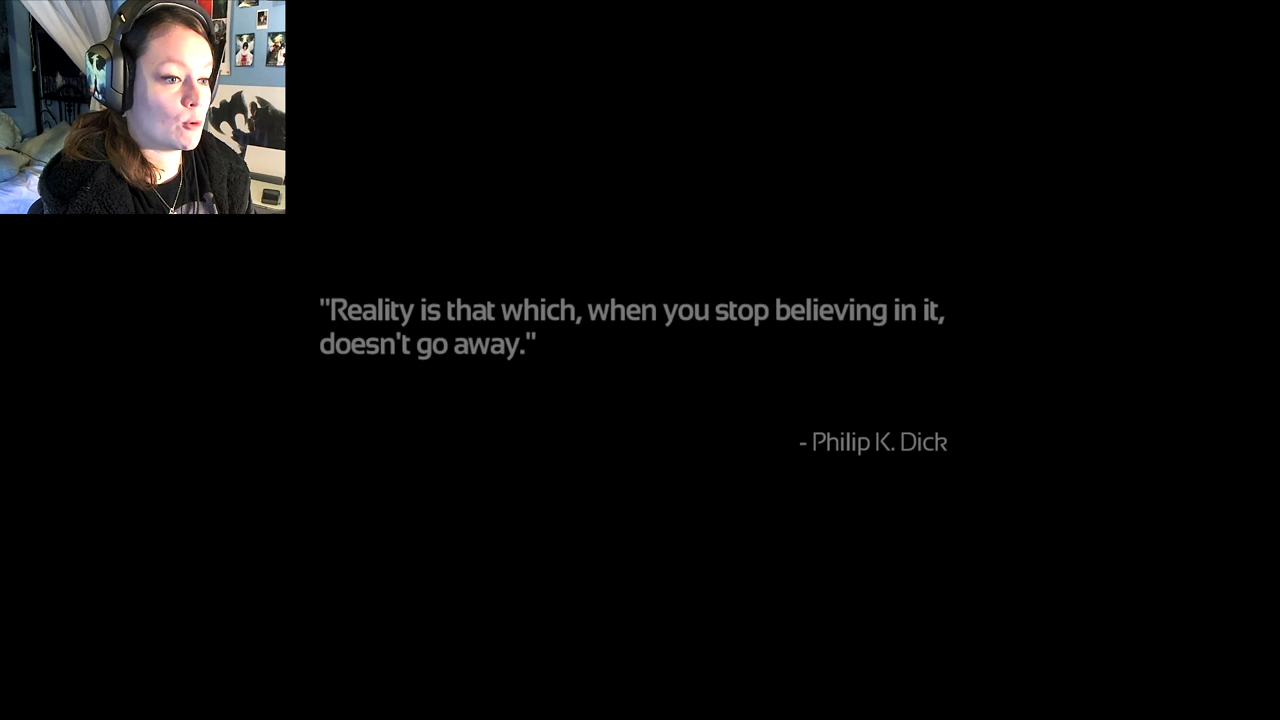 "Reality is that which, when you stop believing in it,
doesn't go away."
- Philip K. Dick